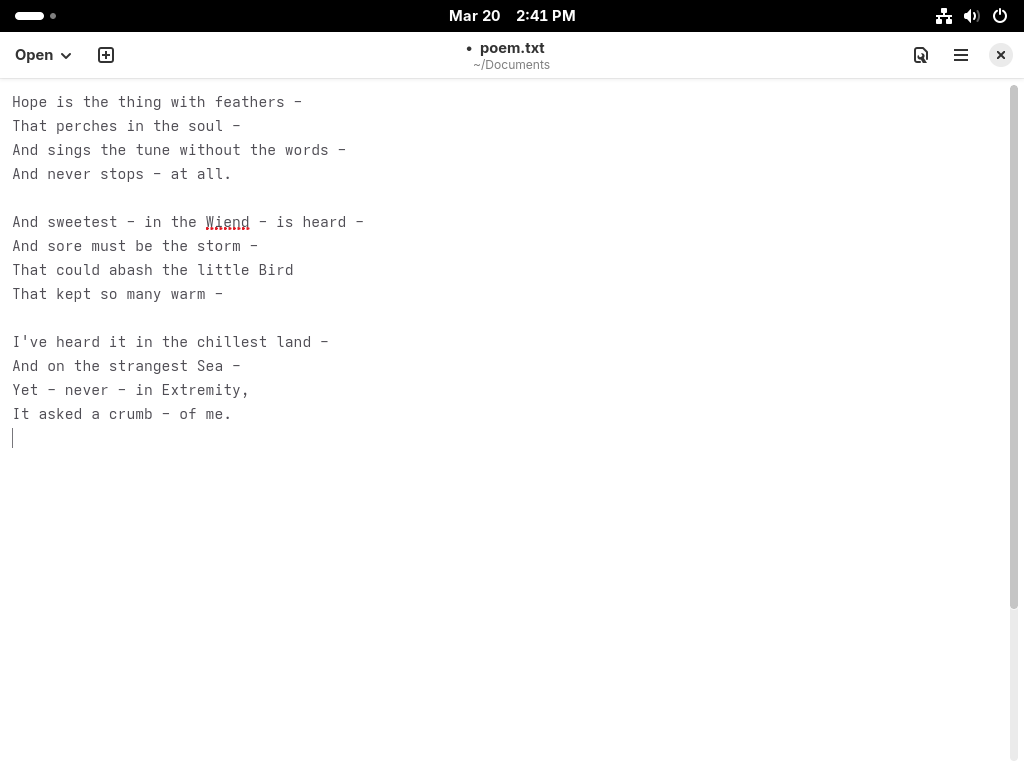 Mar 20 2:41 PM
Open
• poem.txt
~/Documents
Hope is the thing with feathers –
That perches in the soul –
And sings the tune without the words –
And never stops – at all.
And sweetest – in the Wiend – is heard –
And sore must be the storm –
That could abash the little Bird
That kept so many warm –
I've heard it in the chillest land –
And on the strangest Sea –
Yet – never – in Extremity,
It asked a crumb – of me.